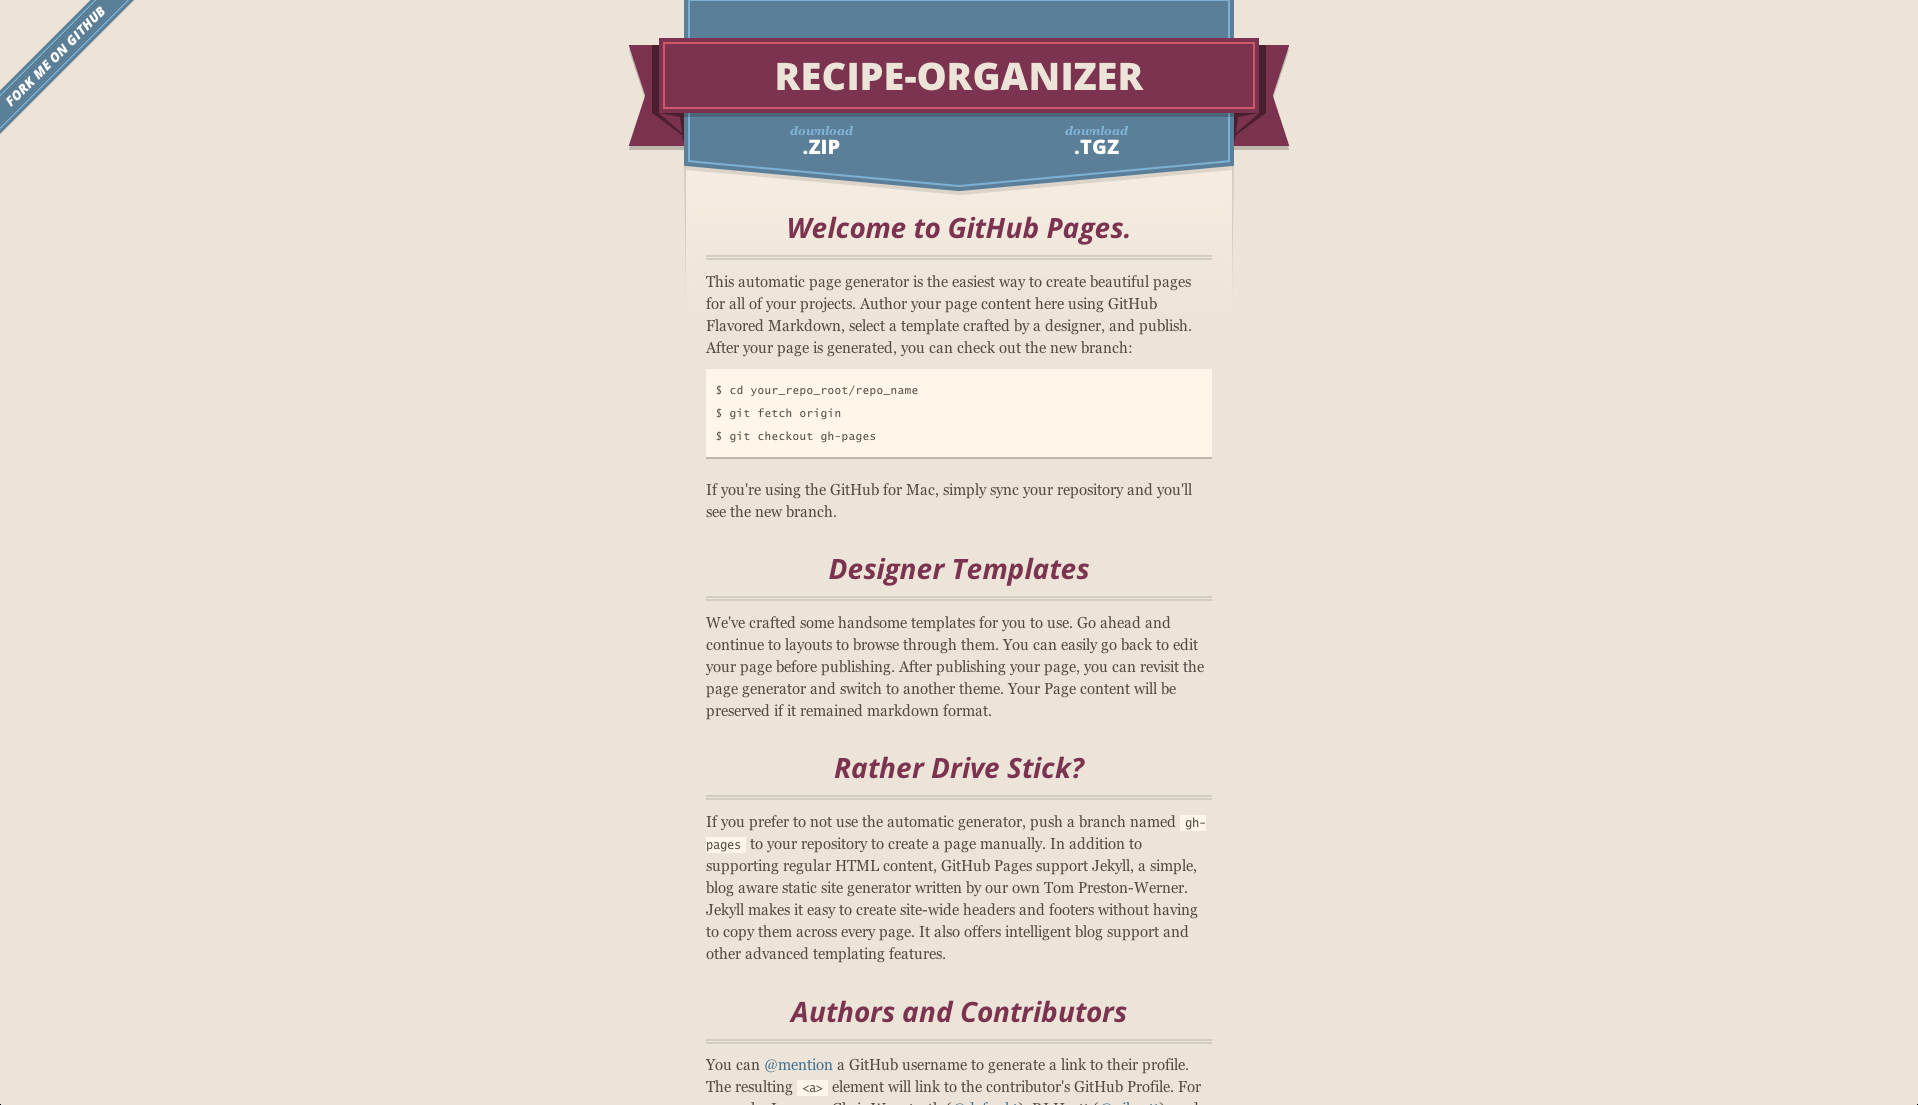 FORK ME ON GITHUB
RECIPE-ORGANIZER
download
.ZIP
download
.TGZ
Welcome to GitHub Pages.
This automatic page generator is the easiest way to create beautiful pages
for all of your projects. Author your page content here using GitHub
Flavored Markdown, select a template crafted by a designer, and publish.
After your page is generated, you can check out the new branch:
$ cd your_repo_root/repo_name
$ git fetch origin
$ git checkout gh-pages
If you're using the GitHub for Mac, simply sync your repository and you'll
see the new branch.
Designer Templates
We've crafted some handsome templates for you to use. Go ahead and
continue to layouts to browse through them. You can easily go back to edit
your page before publishing. After publishing your page, you can revisit the
page generator and switch to another theme. Your Page content will be
preserved if it remained markdown format.
Rather Drive Stick?
If you prefer to not use the automatic generator, push a branch named gh-
pages to your repository to create a page manually. In addition to
supporting regular HTML content, GitHub Pages support Jekyll, a simple,
blog aware static site generator written by our own Tom Preston-Werner.
Jekyll makes it easy to create site-wide headers and footers without having
to copy them across every page. It also offers intelligent blog support and
other advanced templating features.
Authors and Contributors
You can @mention a GitHub username to generate a link to their profile.
The resulting <a> element will link to the contributor's GitHub Profile. For